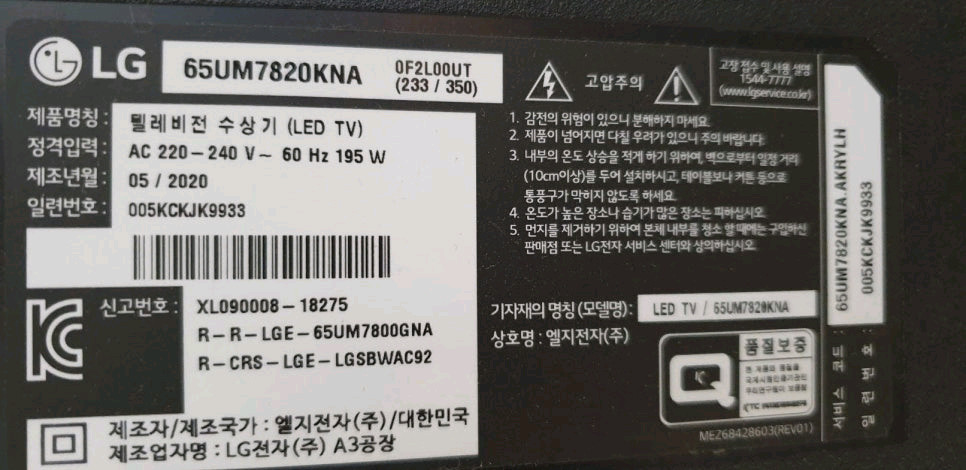 LG 65UM7820KNA 0F2L00UT
(233 / 350)
제품명칭 : 텔레비전 수상기 (LED TV)
정격입력 : AC 220-240 V~ 60 Hz 195 W
제조년월 : 05 / 2020
일련번호 : 005KCKJK9933
신고번호 : XL090008-18275
R-R-LGE-65UM7800GNA
R-CRS-LGE-LGSBWAC92
제조자/제조국가 : 엘지전자(주)/대한민국
제조업자명 : LG전자(주) A3공장
고압주의
고장 접수 및 사용 설명
1544-7777
(www.lgservice.co.kr)
1. 감전의 위험이 있으니 분해하지 마세요.
2. 제품이 넘어지면 다칠 우려가 있으니 주의 바랍니다.
3. 내부의 온도 상승을 적게 하기 위하여, 벽으로부터 일정 거리
(10cm이상)를 두어 설치하시고, 테이블보나 커튼 등으로
통풍구가 막히지 않도록 하세요.
4. 온도가 높은 장소나 습기가 많은 장소는 피하십시오.
5. 먼지를 제거하기 위하여 본체 내부를 청소 할 때에는 구입하신
판매점 또는 LG전자 서비스 센터와 상의하십시오.
기자재의 명칭 (모델명) : LED TV / 65UM7820KNA
상호명 : 엘지전자(주)
Q 품질보증
MEZ68428603(REV01)
서비스 코드 : 65UM7820KNA.AKRYLH
일련번호 : 005KCKJK9933